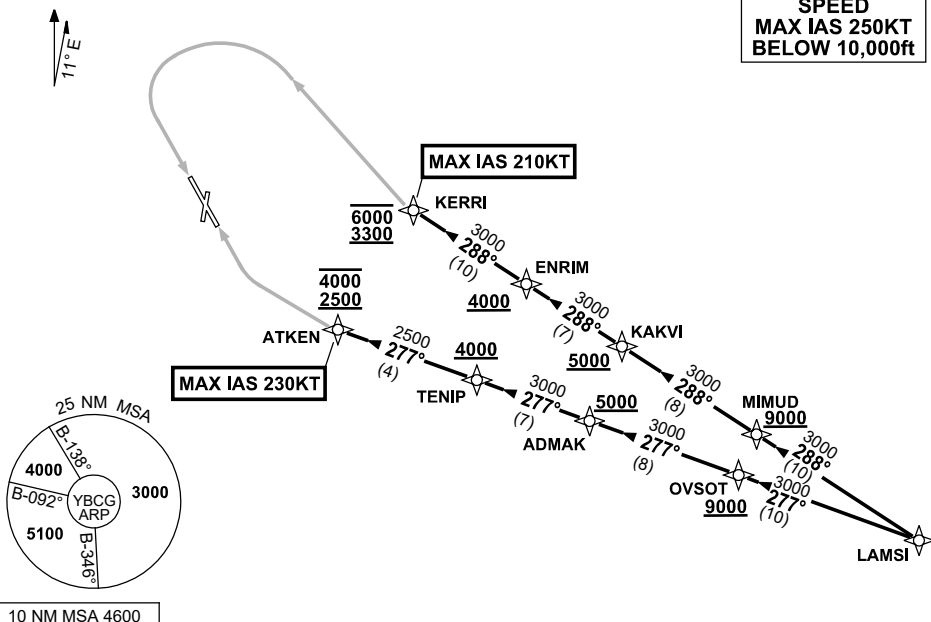 SPEED
MAX IAS 250KT
BELOW 10,000ft
11° E
MAX IAS 210KT
KERRI
6000
3300
3000
288°
(10)
ENRIM
4000
3000
288°
(7)
KAKVI
5000
3000
288°
(8)
MIMUD
9000
3000
288°
(10)
4000
2500
ATKEN
MAX IAS 230KT
2500
277°
(4)
4000
TENIP
3000
277°
(7)
5000
ADMAK
3000
277°
(8)
OVSOT
9000
3000
277°
(10)
LAMSI
25 NM MSA
B-138°
4000
B-092°
YBCG
ARP
3000
5100
B-346°
10 NM MSA 4600